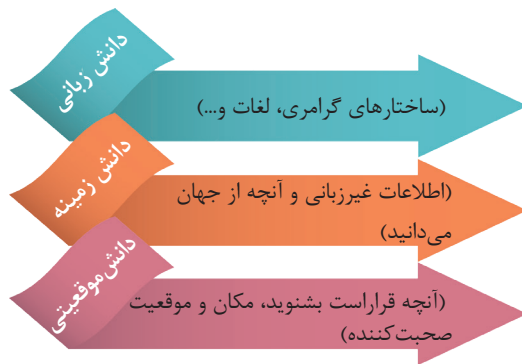 دانش زبانی
(ساختارهای گرامری، لغات و...)
دانش زمینه
(اطلاعات غیرزبانی و آنچه از جهان
می‌دانید)
دانش موقعیتی
(آنچه قراراست بشنوید، مکان و موقعیت
صحبت‌کننده)